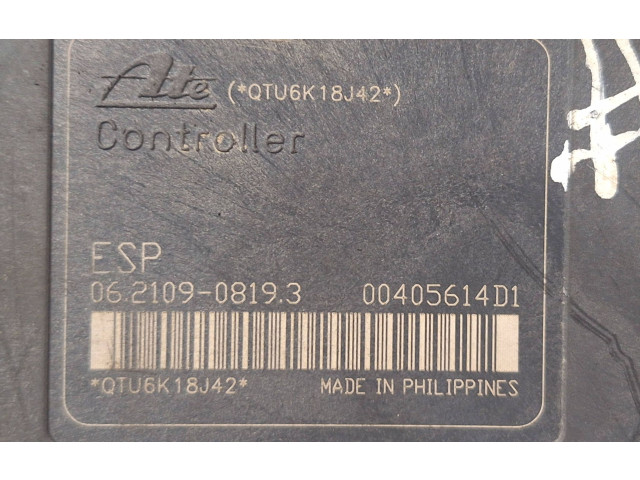 Ate (*QTU6K18J42*)
Controller
ESP
06.2109-0819.3 00405614D1
*QTU6K18J42* MADE IN PHILIPPINES